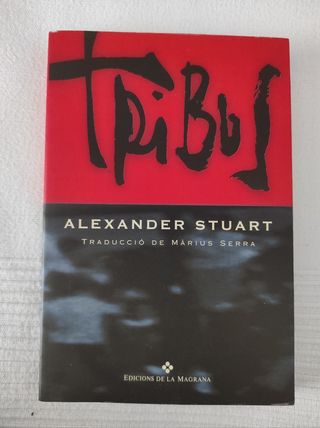 TRIBUS
ALEXANDER STUART
TRADUCCIÓ DE MÀRIUS SERRA
EDICIONS DE LA MAGRANA